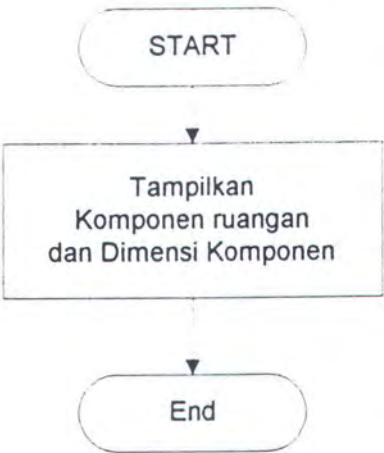 START
Tampilkan
Komponen ruangan
dan Dimensi Komponen
End